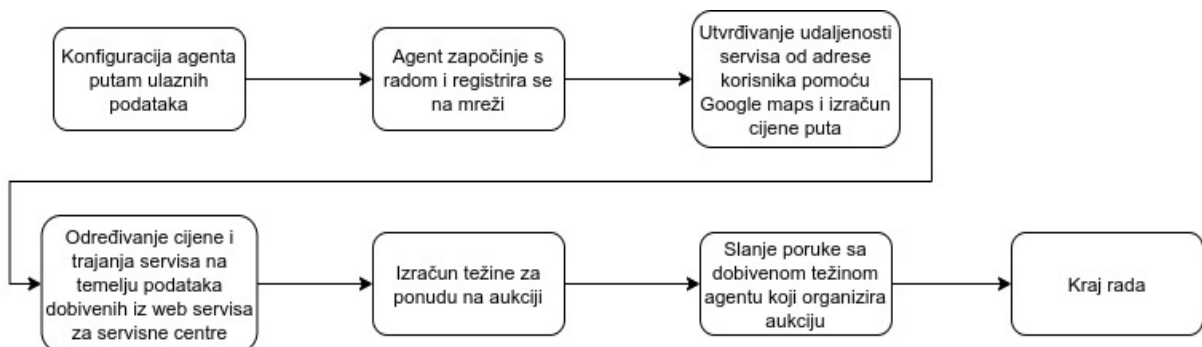 Konfiguracija agenta
putam ulaznih
podataka
Agent započinje s
radom i registrira se
na mreži
Utvrđivanje udaljenosti
servisa od adrese
korisnika pomoću
Google maps i izračun
cijene puta
Određivanje cijene i
trajanja servisa na
temelju podataka
dobivenih iz web servisa
za servisne centre
Izračun težine za
ponudu na aukciji
Slanje poruke sa
dobivenom težinom
agentu koji organizira
aukciju
Kraj rada